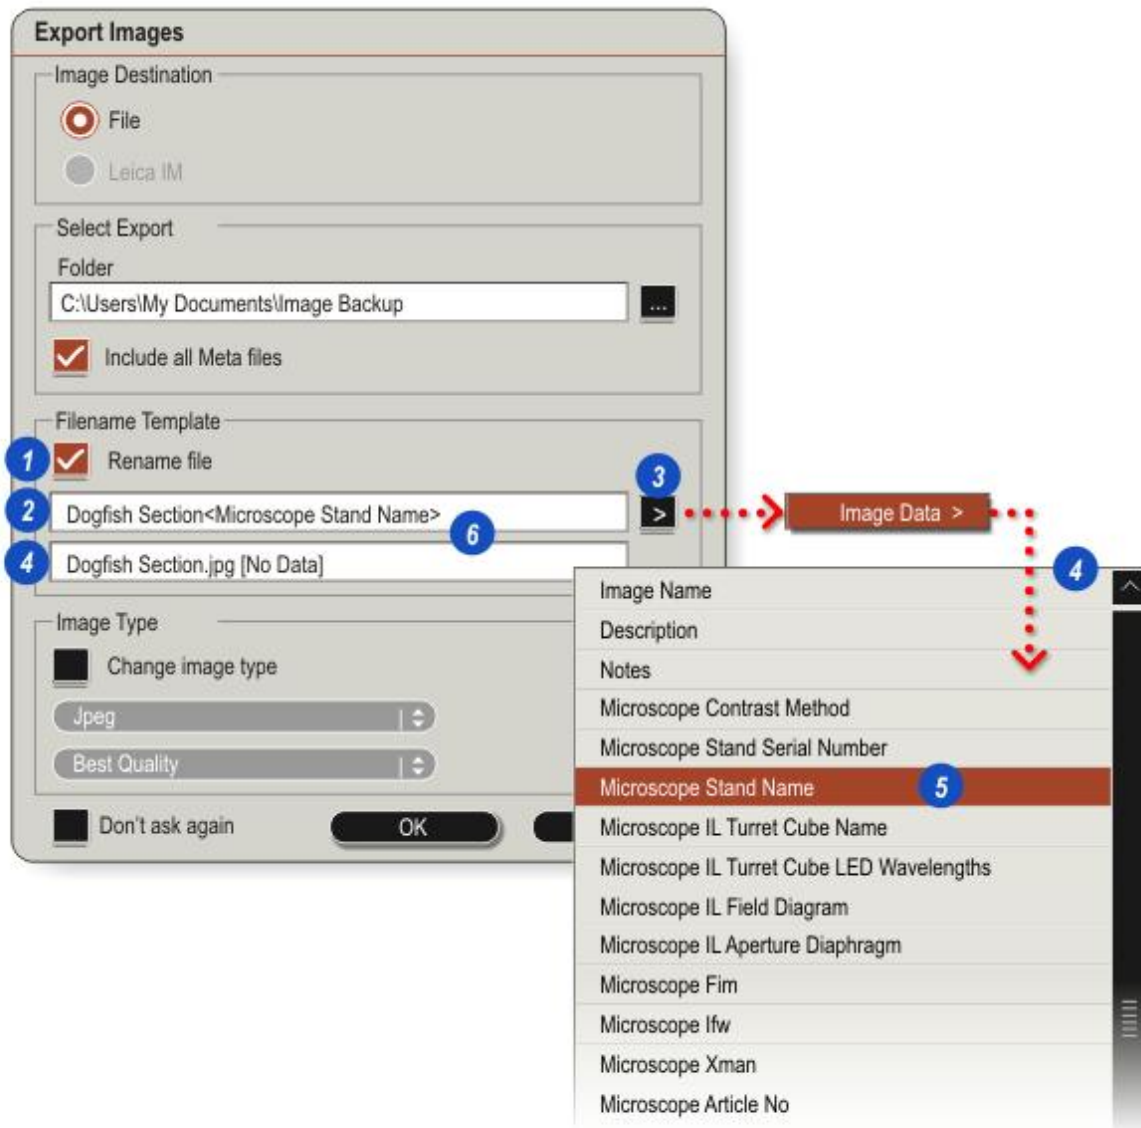 Export Images
Image Destination
File
Leica IM
Select Export
Folder
C:\Users\My Documents\Image Backup
...
Include all Meta files
Filename Template
1
Rename file
3
2
Dogfish Section<Microscope Stand Name>
>
Image Data >
6
4
Dogfish Section.jpg [No Data]
4
Image Name
Description
Notes
Microscope Contrast Method
Microscope Stand Serial Number
Microscope Stand Name
5
Microscope IL Turret Cube Name
Microscope IL Turret Cube LED Wavelengths
Microscope IL Field Diagram
Microscope IL Aperture Diaphragm
Microscope Fim
Microscope Ifw
Microscope Xman
Microscope Article No
Image Type
Change image type
Jpeg
Best Quality
Don't ask again
OK